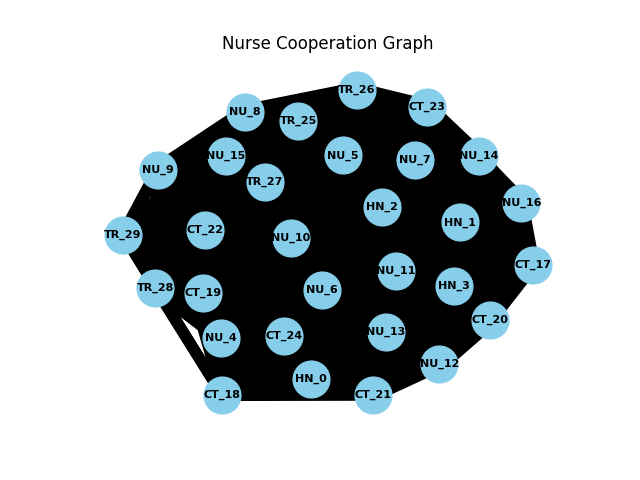 Nurse Cooperation Graph
TR_26
CT_23
NU_8
TR_25
NU_15
NU_5
NU_7
NU_14
NU_9
TR_27
HN_2
NU_16
HN_1
CT_22
TR_29
NU_10
CT_17
NU_11
TR_28
CT_19
NU_6
HN_3
CT_20
NU_4
CT_24
NU_13
NU_12
HN_0
CT_18
CT_21